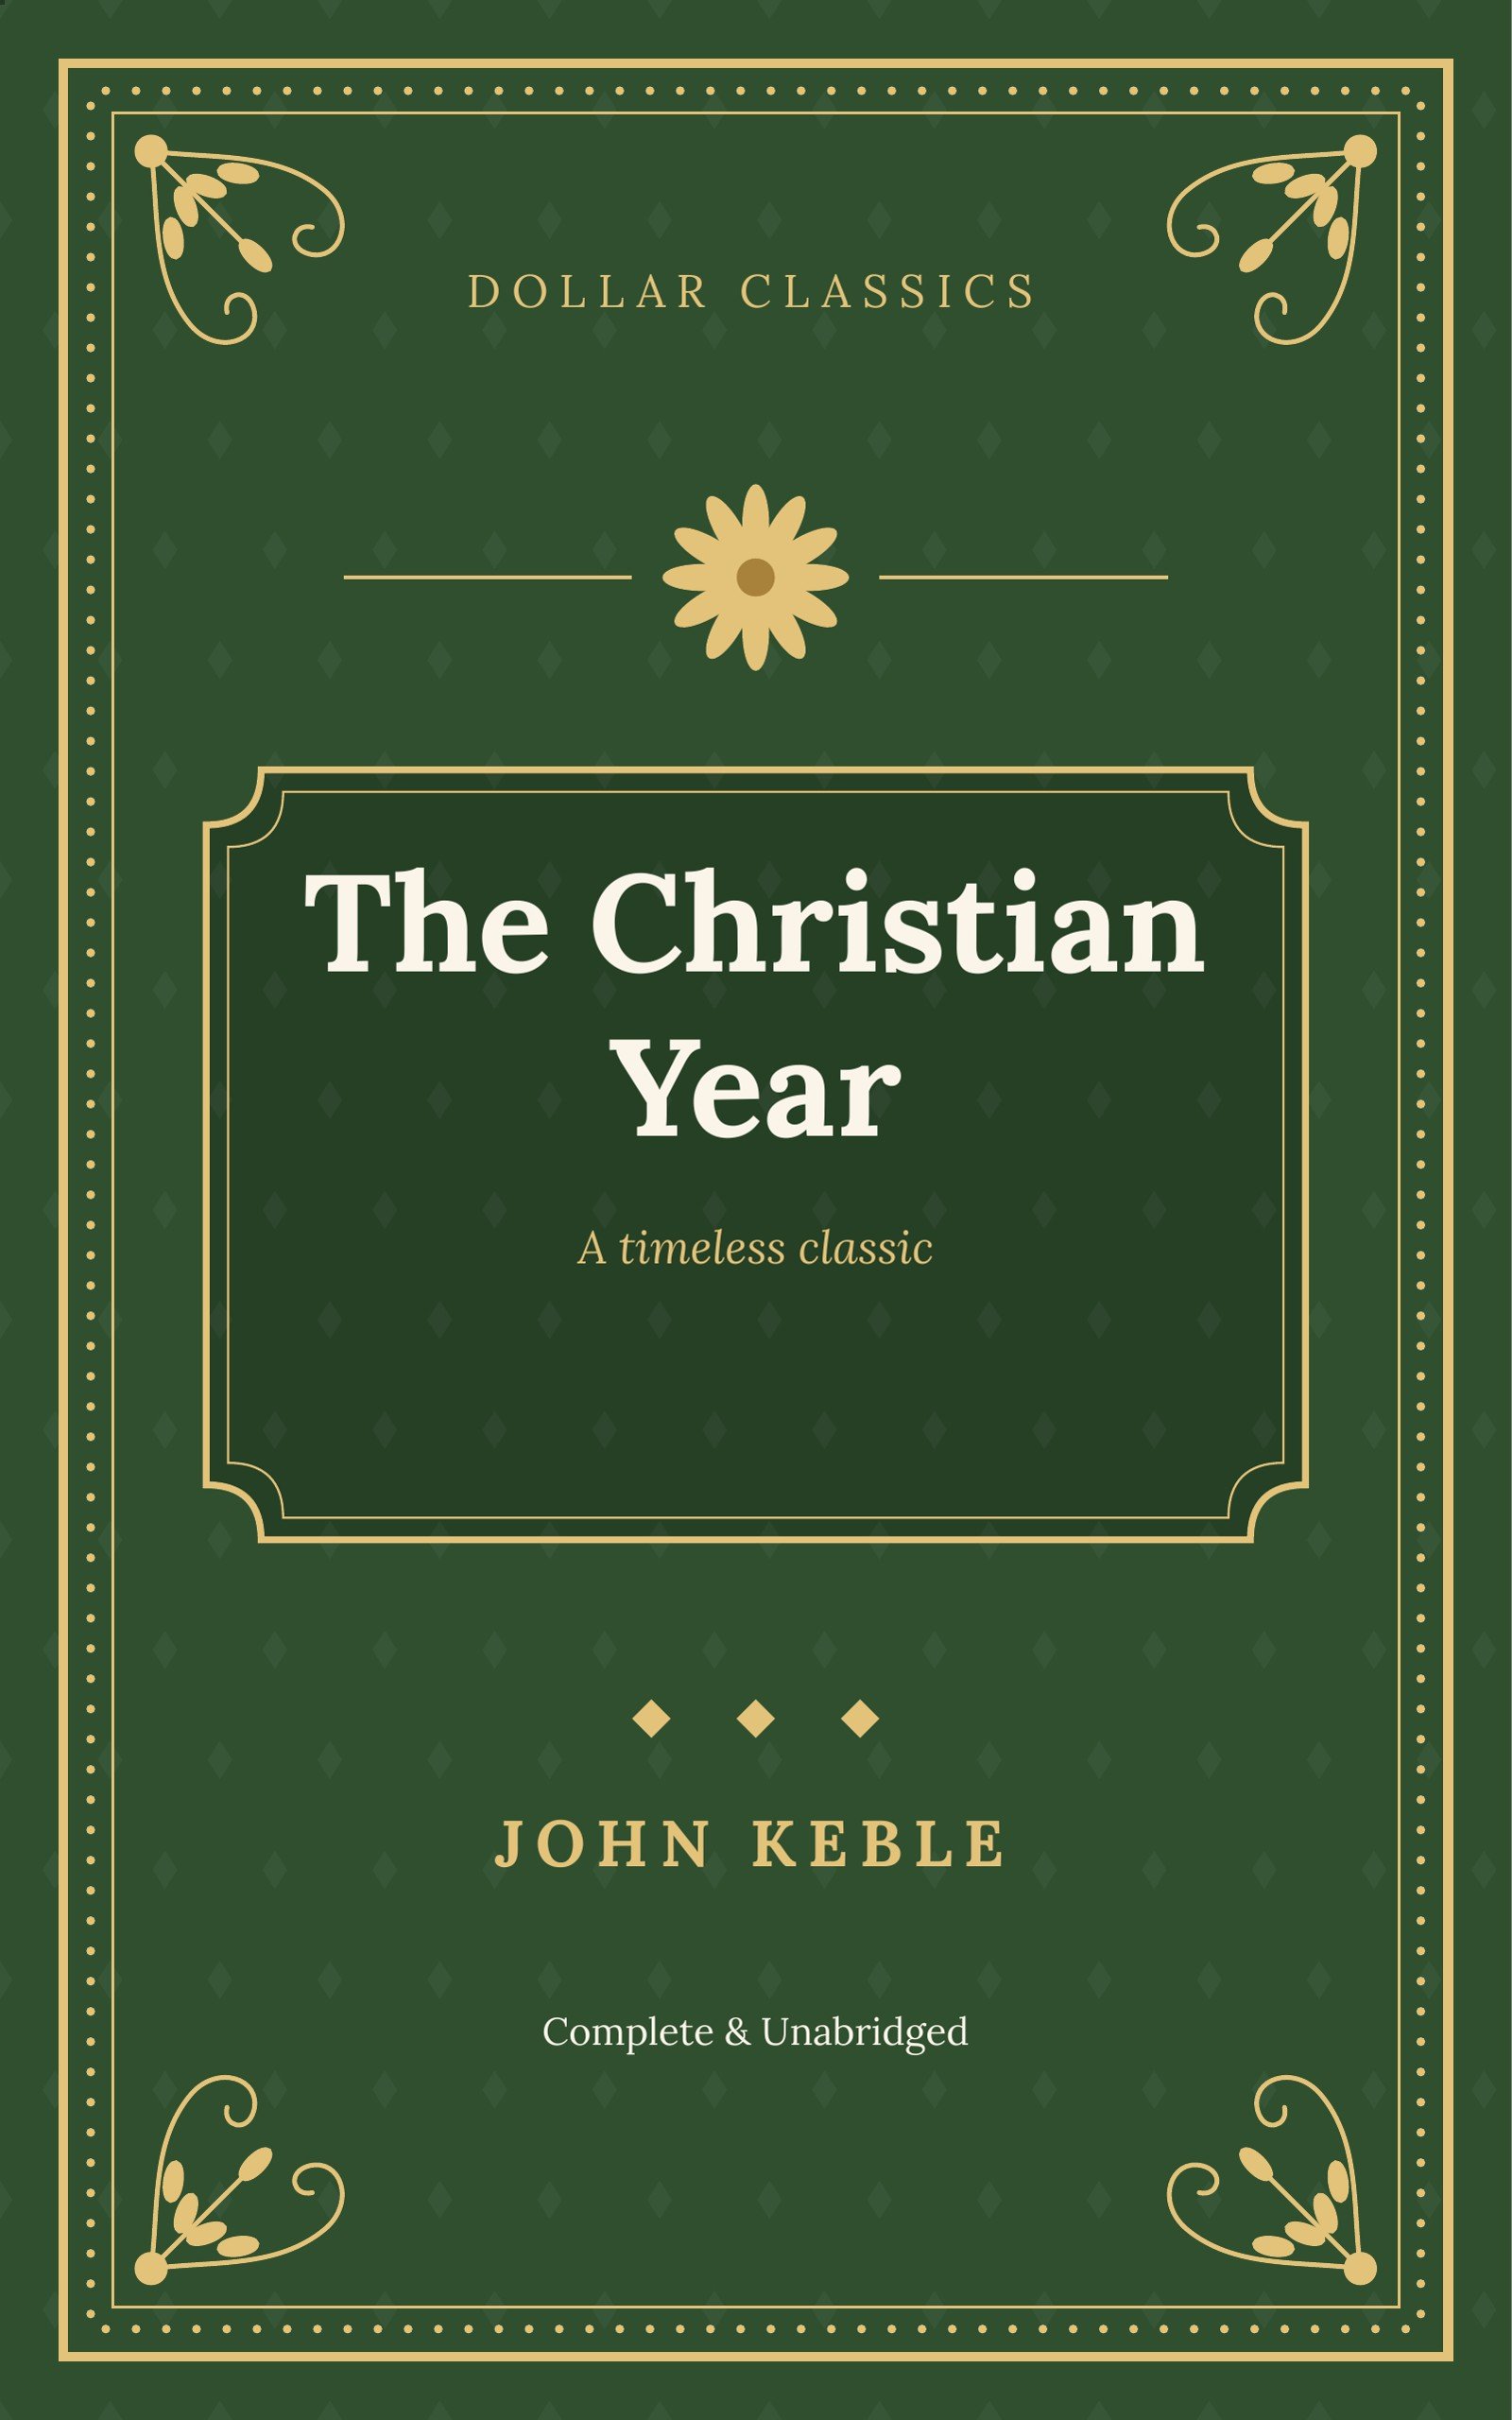 DOLLAR CLASSICS
The Christian
Year
A timeless classic
JOHN KEBLE
Complete & Unabridged